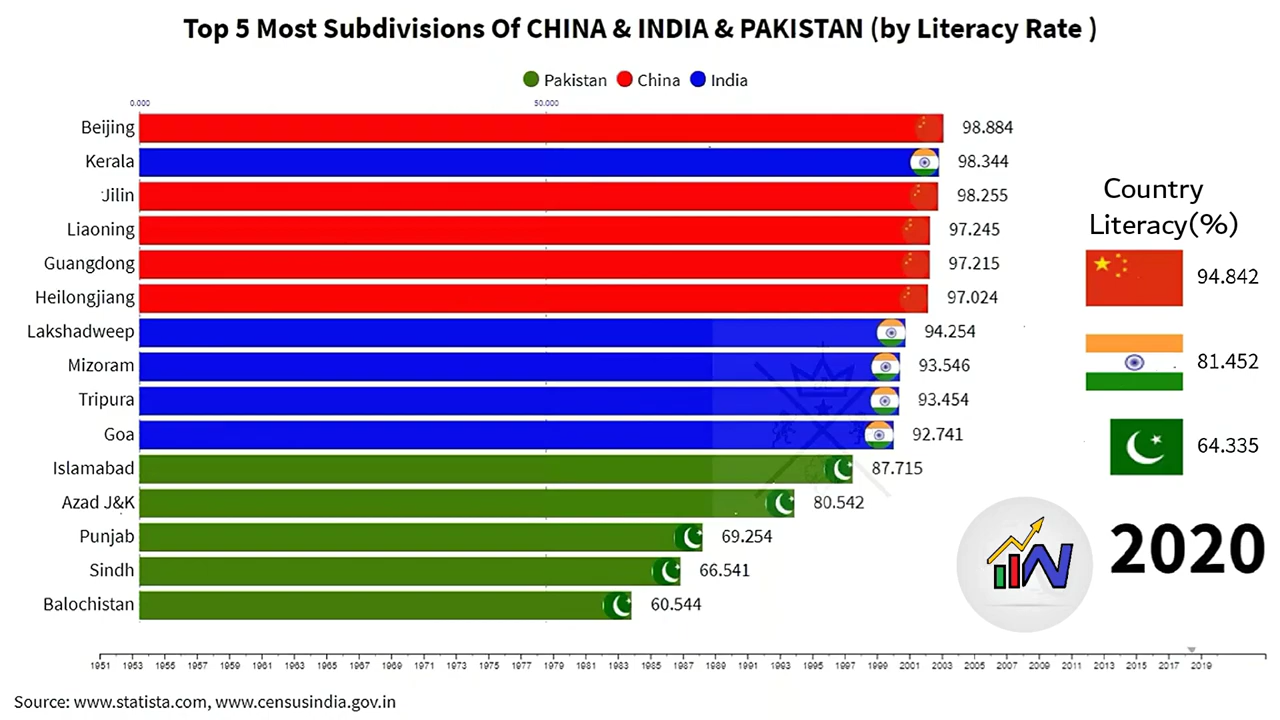 Top 5 Most Subdivisions Of CHINA & INDIA & PAKISTAN (by Literacy Rate )
Pakistan China India
0.000 50.000
Beijing 98.884
Kerala 98.344
Jilin 98.255
Liaoning 97.245
Guangdong 97.215
Heilongjiang 97.024
Lakshadweep 94.254
Mizoram 93.546
Tripura 93.454
Goa 92.741
Islamabad 87.715
Azad J&K 80.542
Punjab 69.254
Sindh 66.541
Balochistan 60.544
Country
Literacy(%)
94.842
81.452
64.335
N
2020
1951 1953 1955 1957 1959 1961 1963 1965 1967 1969 1971 1973 1975 1977 1979 1981 1983 1985 1987 1989 1991 1993 1995 1997 1999 2001 2003 2005 2007 2009 2011 2013 2015 2017 2019
Source: www.statista.com, www.censusindia.gov.in